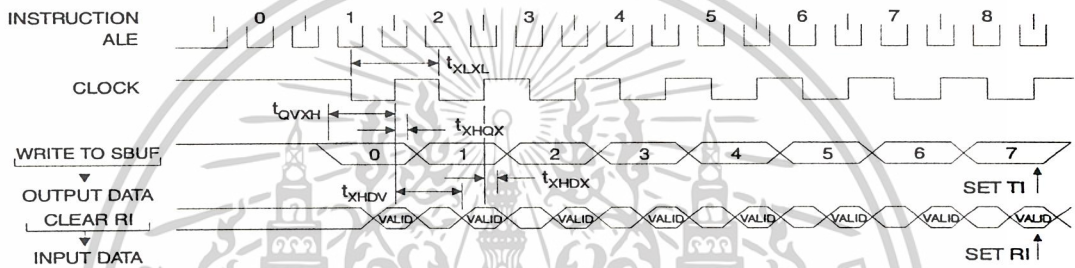 INSTRUCTION 0 1 2 3 4 5 6 7 8
ALE
tXLXL
CLOCK
tQVXH
tXHQX
WRITE TO SBUF 0 1 2 3 4 5 6 7
OUTPUT DATA tXHDV tXHDX SET TI
CLEAR RI VALID VALID VALID VALID VALID VALID VALID VALID
INPUT DATA SET RI